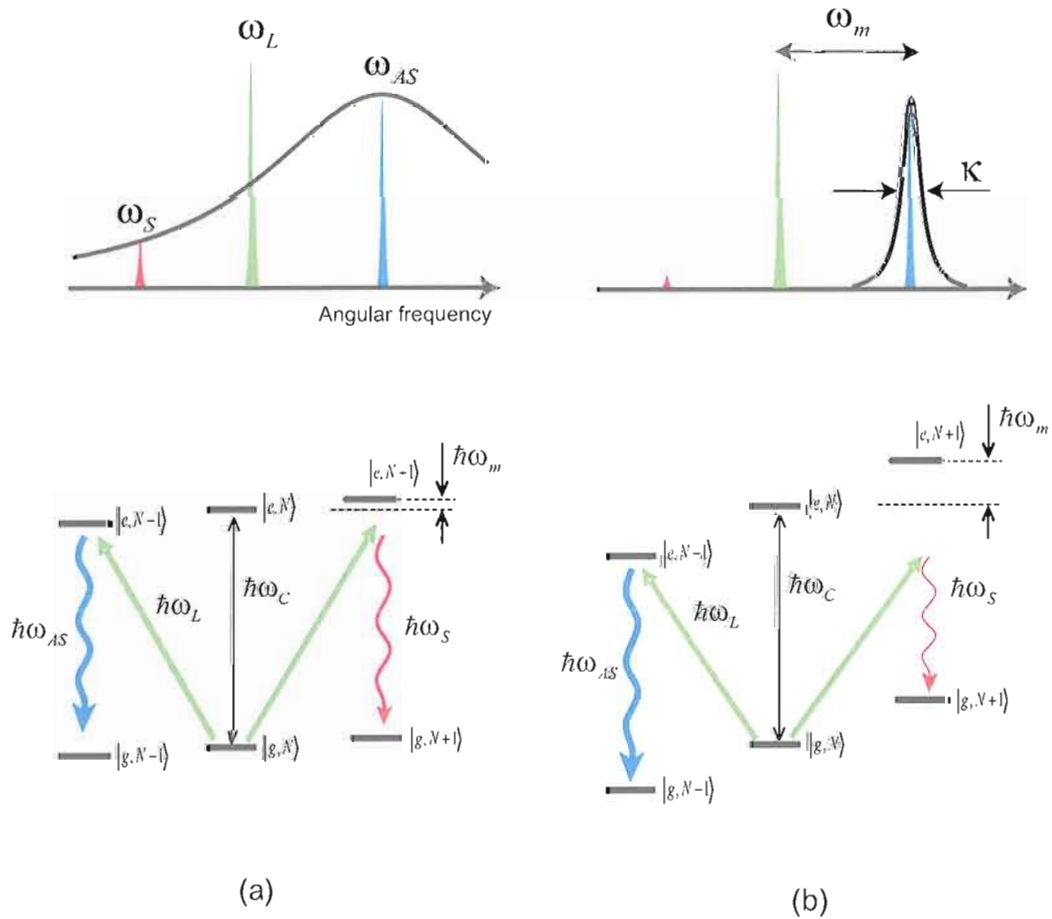 ω_L
ω_AS
ω_S
Angular frequency
ω_m
κ
|e, N-1⟩
|e, N⟩
|e, N+1⟩
ħω_m
ħω_AS
ħω_L
ħω_C
ħω_S
|g, N-1⟩
|g, N⟩
|g, N+1⟩
(a)
|e, N+1⟩
ħω_m
|e, N-1⟩
|e, N⟩
ħω_AS
ħω_L
ħω_C
ħω_S
|g, N+1⟩
|g, N⟩
|g, N-1⟩
(b)